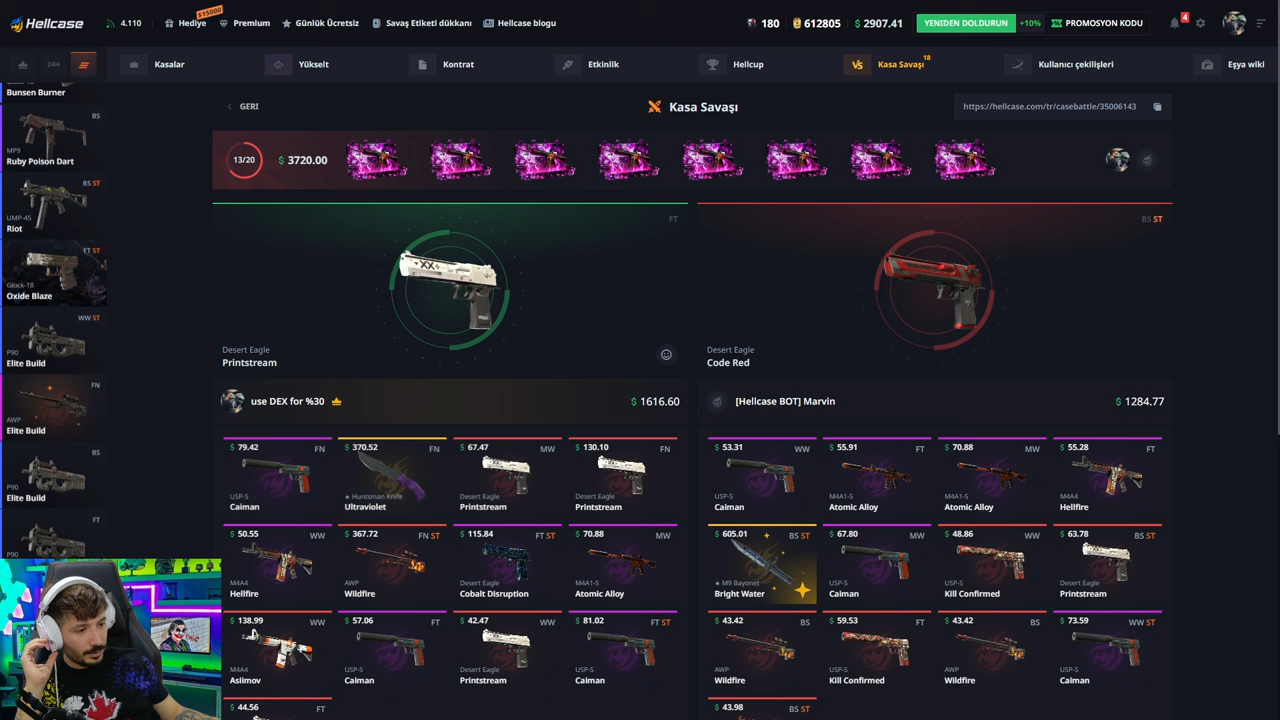 Hellcase
4.110
Hediye
$15000
Premium
Günlük Ücretsiz
Savaş Etiketi dükkanı
Hellcase blogu
180
612805
$ 2907.41
YENİDEN DOLDURUN
+10%
PROMOSYON KODU
4
24H
Kasalar
Yükselt
Kontrat
Etkinlik
Hellcup
VS
Kasa Savaşı
18
Kullanıcı çekilişleri
Eşya wiki
Bunsen Burner
BS
MP9
Ruby Poison Dart
BS ST
UMP-45
Riot
FT ST
Glock-18
Oxide Blaze
WW ST
P90
Elite Build
FN
AWP
Elite Build
BS
P90
Elite Build
FT
P90
GERİ
Kasa Savaşı
https://hellcase.com/tr/casebattle/35006143
13/20
$ 3720.00
FT
Desert Eagle
Printstream
BS ST
Desert Eagle
Code Red
use DEX for %30
$ 1616.60
[Hellcase BOT] Marvin
$ 1284.77
$ 79.42 FN
USP-S
Caiman
$ 370.52 FN
★ Huntsman Knife
Ultraviolet
$ 67.47 MW
Desert Eagle
Printstream
$ 130.10 FN
Desert Eagle
Printstream
$ 50.55 WW
M4A4
Hellfire
$ 367.72 FN ST
AWP
Wildfire
$ 115.84 FT ST
Desert Eagle
Cobalt Disruption
$ 70.88 MW
M4A1-S
Atomic Alloy
$ 138.99 WW
M4A4
Asiimov
$ 57.06 FT
USP-S
Caiman
$ 42.47 WW
Desert Eagle
Printstream
$ 81.02 FT ST
USP-S
Caiman
$ 44.56 FT
$ 53.31 WW
USP-S
Caiman
$ 55.91 FT
M4A1-S
Atomic Alloy
$ 70.88 MW
M4A1-S
Atomic Alloy
$ 55.28 FT
M4A4
Hellfire
$ 605.01 BS ST
★ M9 Bayonet
Bright Water
$ 67.80 MW
USP-S
Caiman
$ 48.86 WW
USP-S
Kill Confirmed
$ 63.78 BS ST
Desert Eagle
Printstream
$ 43.42 BS
AWP
Wildfire
$ 59.53 FT
USP-S
Kill Confirmed
$ 43.42 BS
AWP
Wildfire
$ 73.59 WW ST
USP-S
Caiman
$ 43.98 BS ST